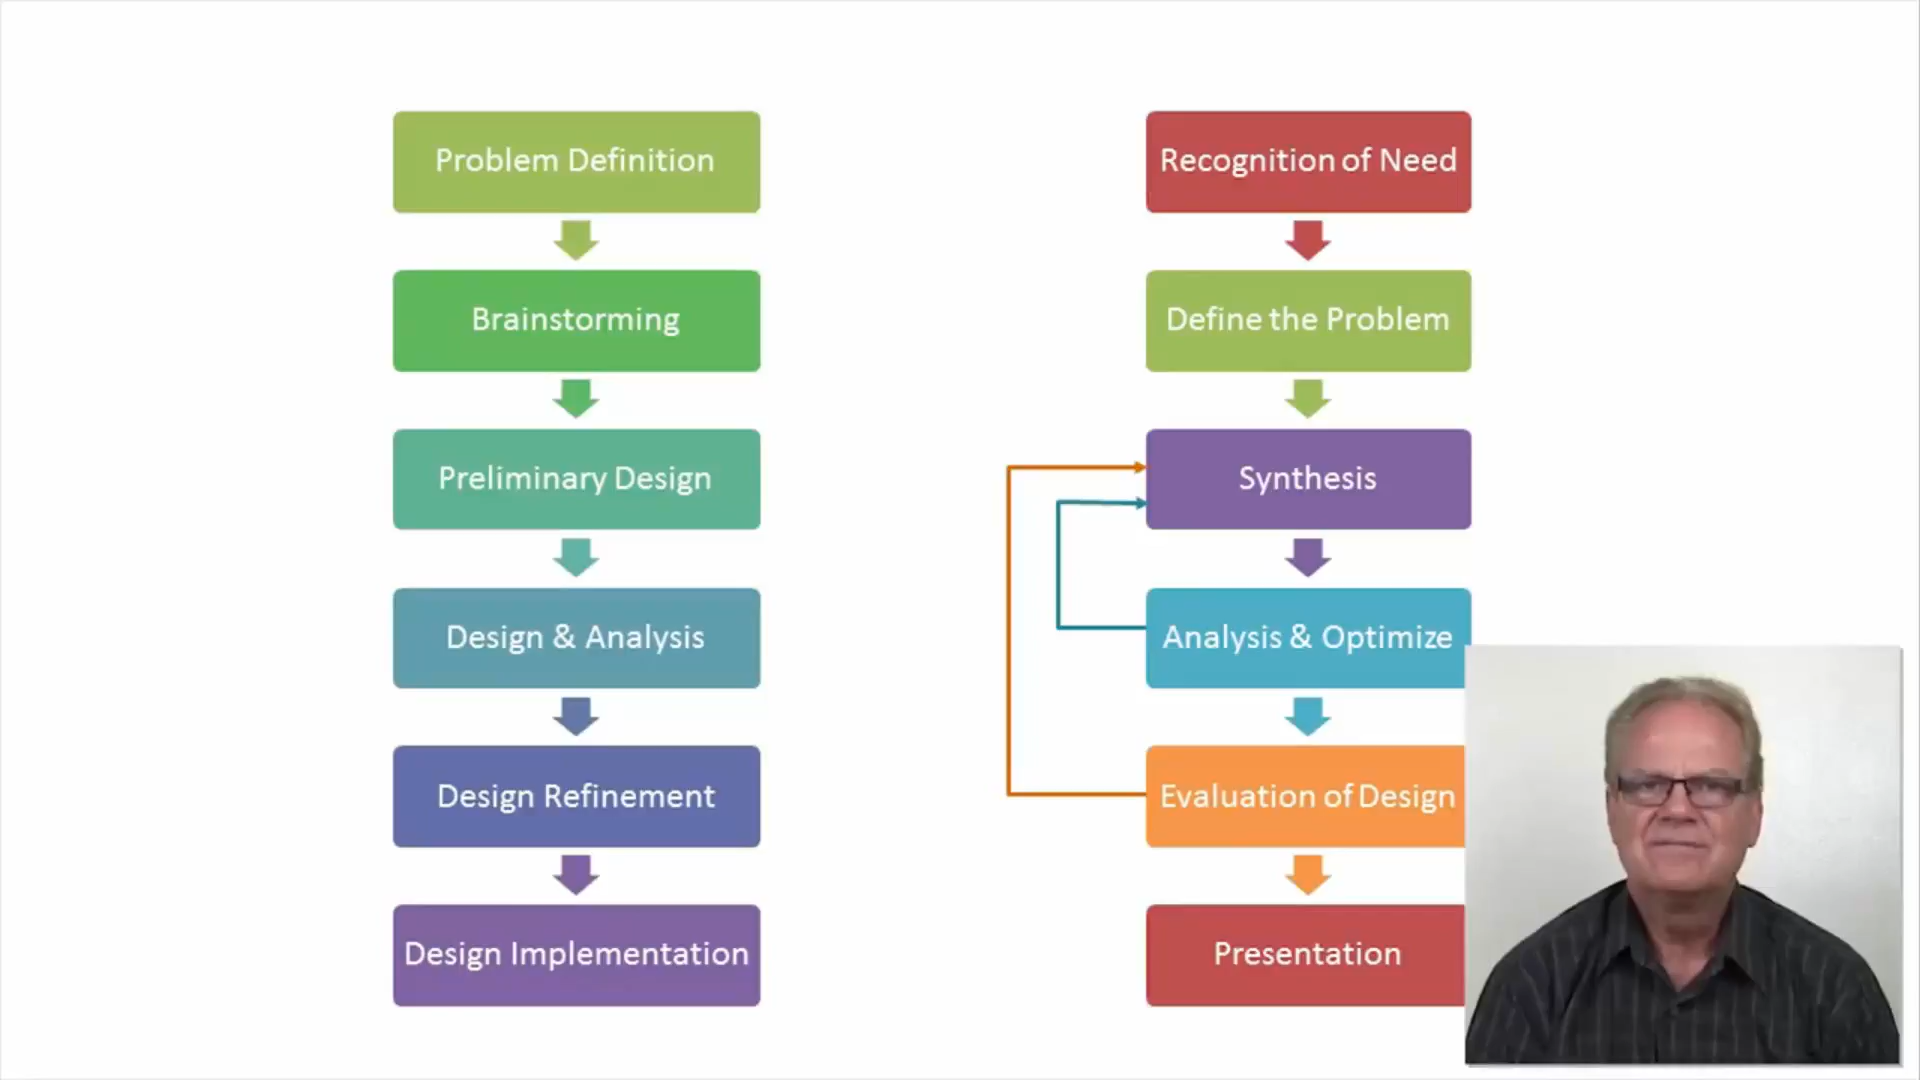 Problem Definition
Brainstorming
Preliminary Design
Design & Analysis
Design Refinement
Design Implementation
Recognition of Need
Define the Problem
Synthesis
Analysis & Optimize
Evaluation of Design
Presentation